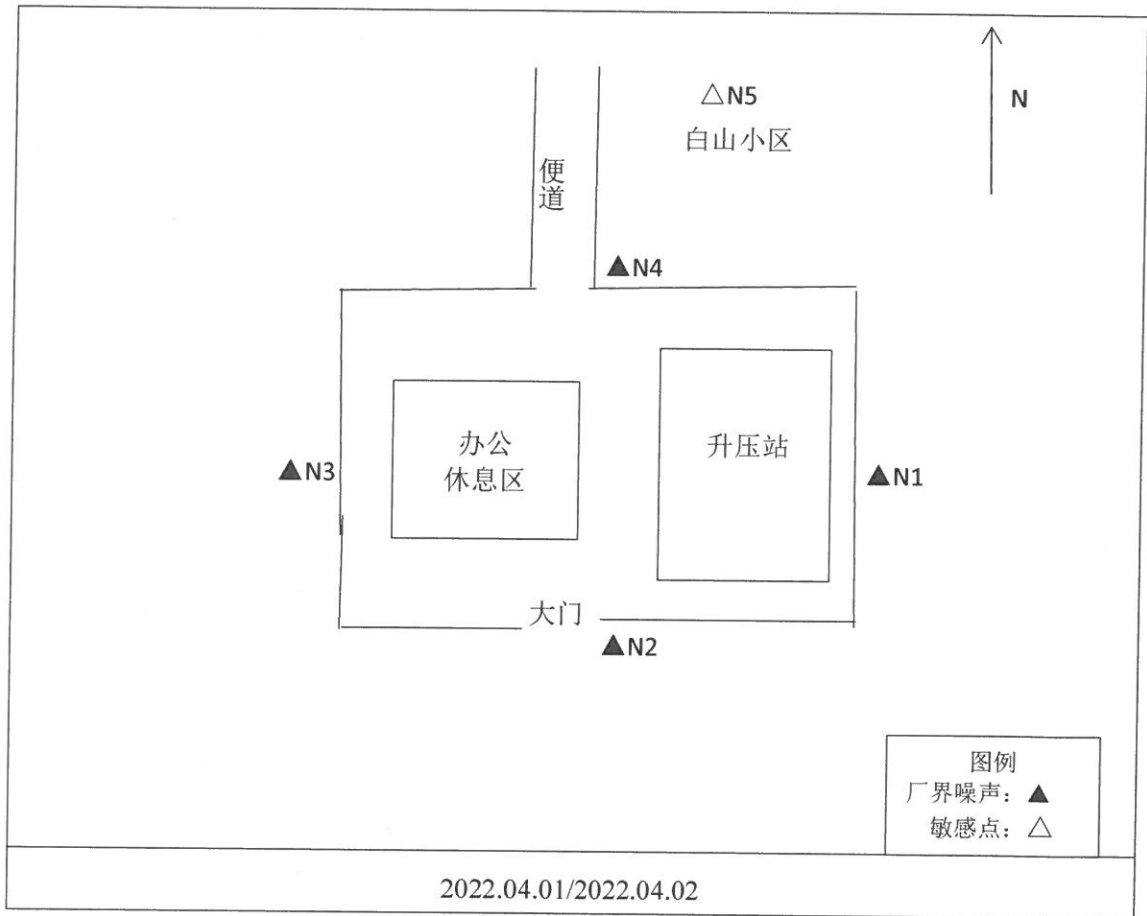 △N5
N
白山小区
便道
▲N4
办公
休息区
升压站
▲N3
▲N1
大门
▲N2
图例
厂界噪声：▲
敏感点：△
2022.04.01/2022.04.02